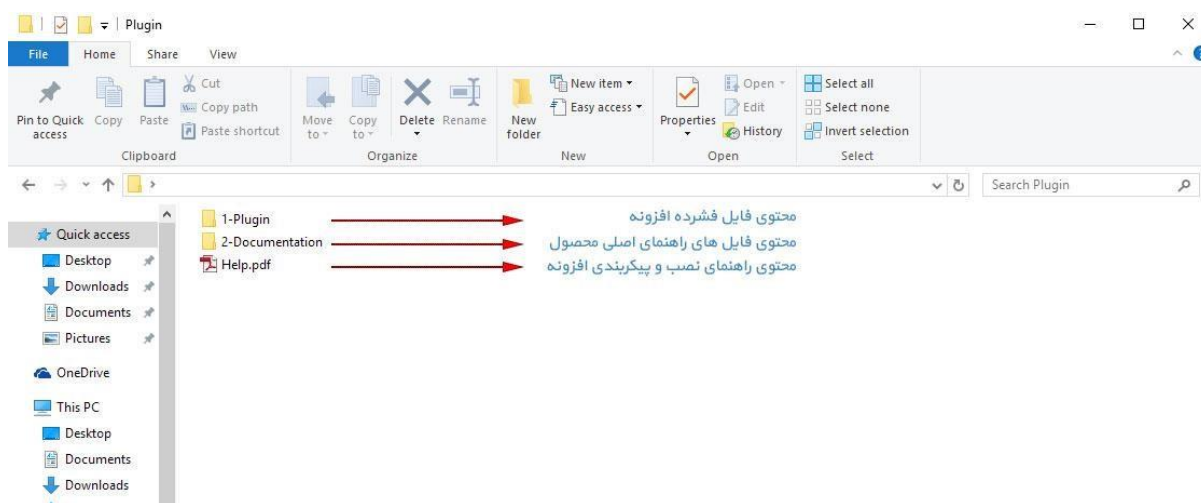 Plugin
File Home Share View
Pin to Quick access
Copy
Paste
Cut
Copy path
Paste shortcut
Move to
Copy to
Delete
Rename
New folder
New item
Easy access
Properties
Open
Edit
History
Select all
Select none
Invert selection
Clipboard Organize New Open Select
Search Plugin
Quick access
Desktop
Downloads
Documents
Pictures
OneDrive
This PC
Desktop
Documents
Downloads
1-Plugin محتوی فایل فشرده افزونه
2-Documentation محتوی فایل های راهنمای اصلی محصول
Help.pdf محتوی راهنمای نصب و پیکربندی افزونه